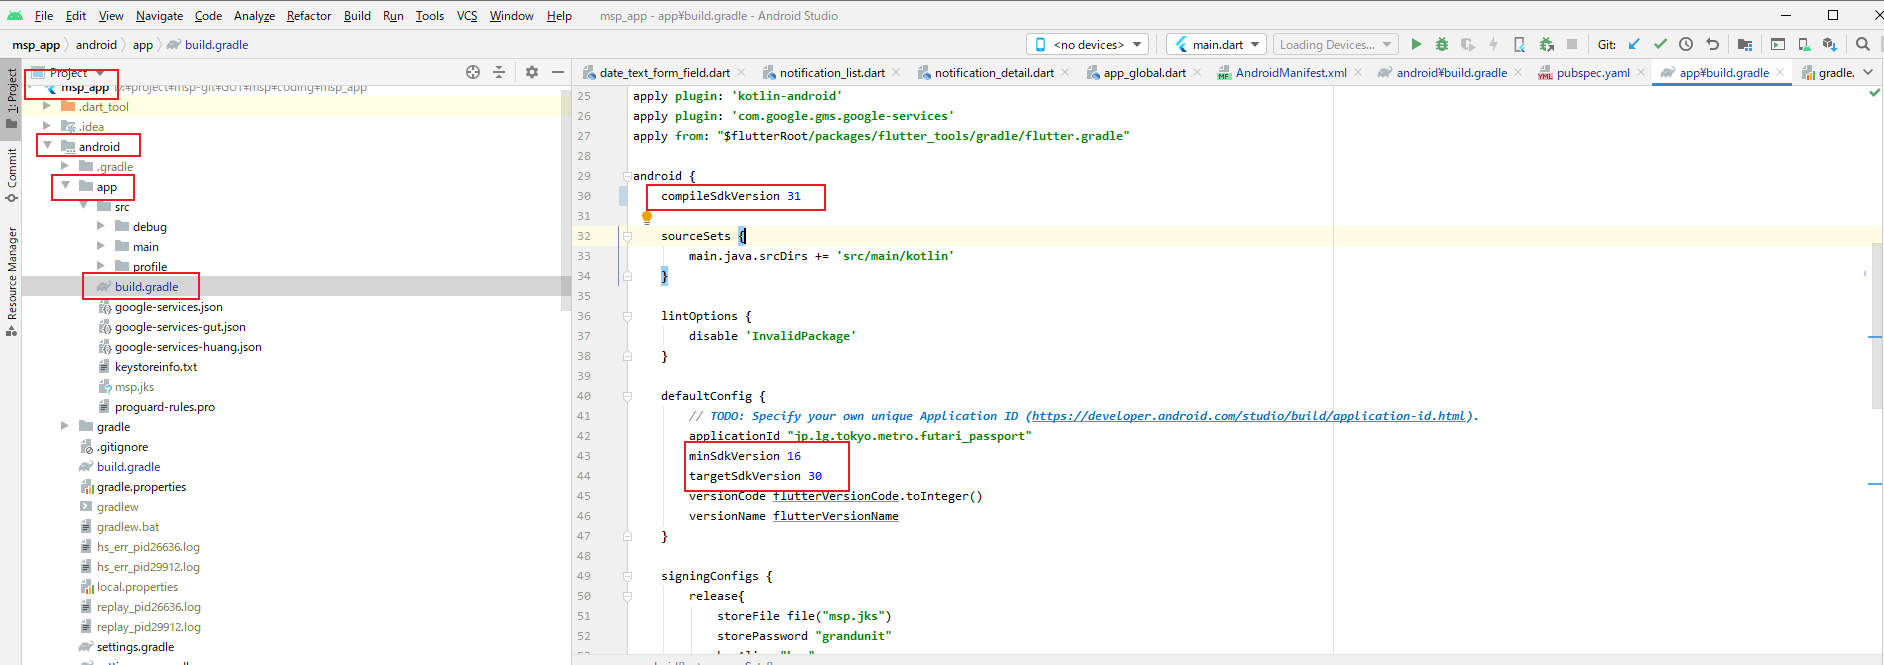 File Edit View Navigate Code Analyze Refactor Build Run Tools VCS Window Help msp_app - app¥build.gradle - Android Studio
msp_app android app build.gradle
<no devices> main.dart Loading Devices... Git:
Project
date_text_form_field.dart notification_list.dart notification_detail.dart app_global.dart AndroidManifest.xml android¥build.gradle pubspec.yaml app¥build.gradle gradle.
1: Project
Commit
Resource Manager
msp_app D:¥project¥msp-git¥GUT¥msp¥coding¥msp_app
.dart_tool
.idea
android
.gradle
app
src
debug
main
profile
build.gradle
google-services.json
google-services-gut.json
google-services-huang.json
keystoreinfo.txt
msp.jks
proguard-rules.pro
gradle
.gitignore
build.gradle
gradle.properties
gradlew
gradlew.bat
hs_err_pid26636.log
hs_err_pid29912.log
local.properties
replay_pid26636.log
replay_pid29912.log
settings.gradle
25 apply plugin: 'kotlin-android'
26 apply plugin: 'com.google.gms.google-services'
27 apply from: "$flutterRoot/packages/flutter_tools/gradle/flutter.gradle"
28
29 android {
30 compileSdkVersion 31
31
32 sourceSets {
33 main.java.srcDirs += 'src/main/kotlin'
34 }
35
36 lintOptions {
37 disable 'InvalidPackage'
38 }
39
40 defaultConfig {
41 // TODO: Specify your own unique Application ID (https://developer.android.com/studio/build/application-id.html).
42 applicationId "jp.lg.tokyo.metro.futari_passport"
43 minSdkVersion 16
44 targetSdkVersion 30
45 versionCode flutterVersionCode.toInteger()
46 versionName flutterVersionName
47 }
48
49 signingConfigs {
50 release{
51 storeFile file("msp.jks")
52 storePassword "grandunit"